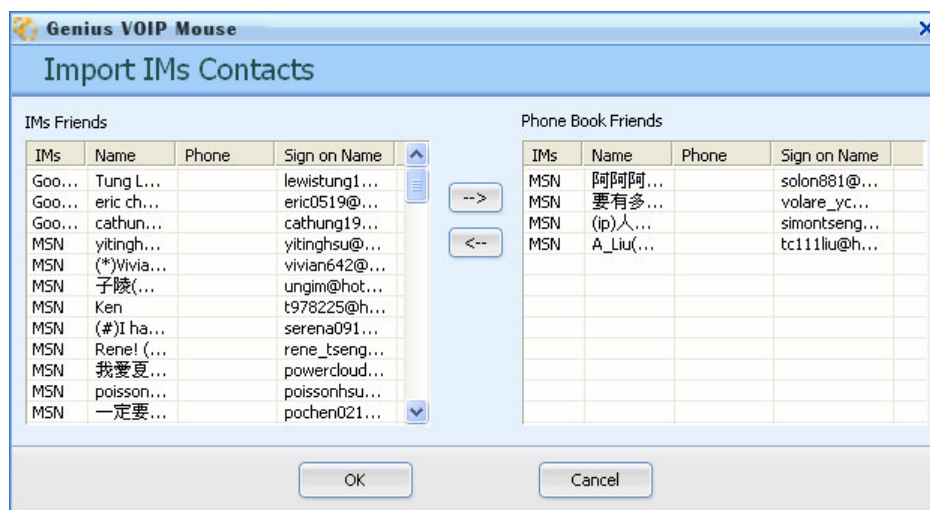 Genius VOIP Mouse
Import IMs Contacts
IMs Friends
IMs Name Phone Sign on Name
Goo... Tung L... lewistung1...
Goo... eric ch... eric0519@...
Goo... cathun... cathung19...
MSN yitingh... yitinghsu@...
MSN (*)Vivia... vivian642@...
MSN 子陵(... ungim@hot...
MSN Ken t978225@h...
MSN (#)I ha... serena091...
MSN Rene! (... rene_tseng...
MSN 我愛夏... powercloud...
MSN poisson... poissonhsu...
MSN 一定要... pochen021...
-->
<--
Phone Book Friends
IMs Name Phone Sign on Name
MSN 阿阿阿... solon881@...
MSN 要有多... volare_yc...
MSN (ip)人... simontseng...
MSN A_Liu(... tc111liu@h...
OK Cancel